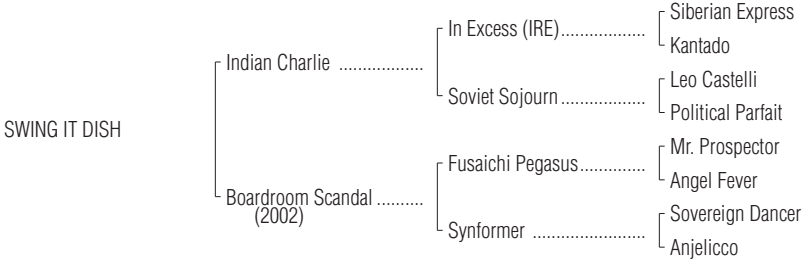 Siberian Express
In Excess (IRE)...................
Kantado
Indian Charlie ..................
Leo Castelli
Soviet Sojourn ...................
Political Parfait
SWING IT DISH
Mr. Prospector
Fusaichi Pegasus..............
Angel Fever
Boardroom Scandal ..........
(2002)
Sovereign Dancer
Synformer ........................
Anjelicco